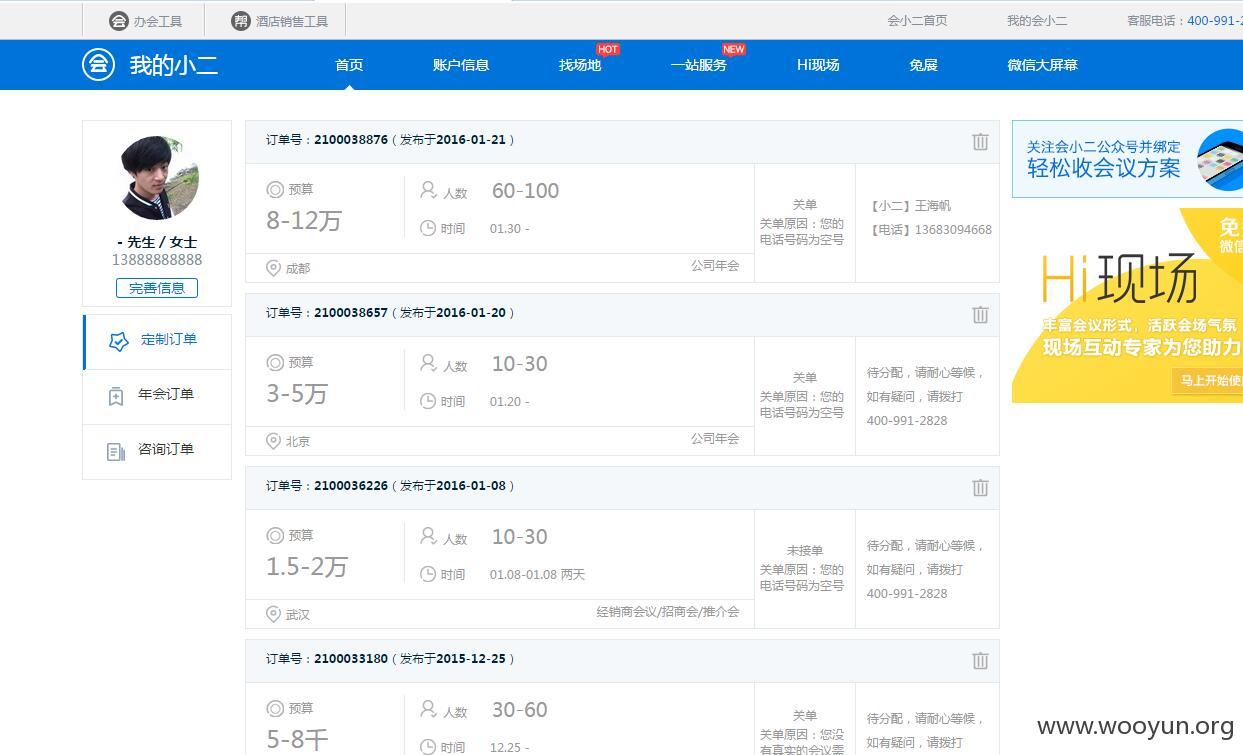 会 办会工具
帮 酒店销售工具
会小二首页
我的会小二
客服电话：400-991-2
会 我的小二
首页
账户信息
找场地
HOT
一站服务
NEW
Hi现场
兔展
微信大屏幕
- 先生 / 女士
13888888888
完善信息
定制订单
年会订单
咨询订单
订单号：2100038876（发布于2016-01-21）
预算
8-12万
人数 60-100
时间 01.30 -
成都
公司年会
关单
关单原因：您的
电话号码为空号
【小二】王海帆
【电话】13683094668
订单号：2100038657（发布于2016-01-20）
预算
3-5万
人数 10-30
时间 01.20 -
北京
公司年会
关单
关单原因：您的
电话号码为空号
待分配，请耐心等候，
如有疑问，请拨打
400-991-2828
订单号：2100036226（发布于2016-01-08）
预算
1.5-2万
人数 10-30
时间 01.08-01.08 两天
武汉
经销商会议/招商会/推介会
未接单
关单原因：您的
电话号码为空号
待分配，请耐心等候，
如有疑问，请拨打
400-991-2828
订单号：2100033180（发布于2015-12-25）
预算
5-8千
人数 30-60
时间 12.25 -
关单
关单原因：您没
有真实的会议需
待分配，请耐心等候，
如有疑问，请拨打
关注会小二公众号并绑定
轻松收会议方案
免
微信
Hi现场
丰富会议形式，活跃会场气氛
现场互动专家为您助力
马上开始使
www.wooyun.org